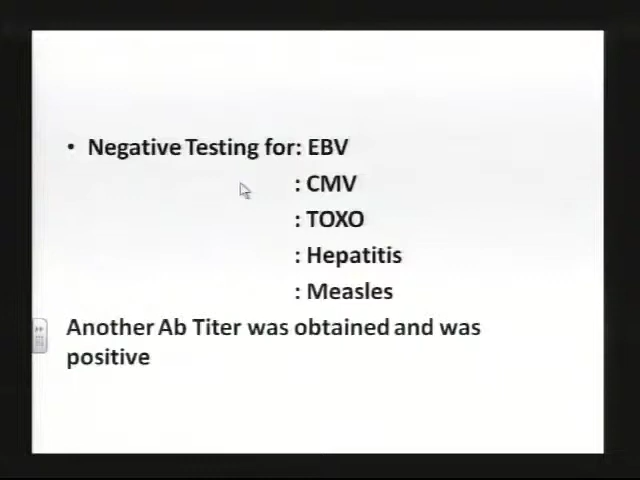 • Negative Testing for: EBV
: CMV
: TOXO
: Hepatitis
: Measles
Another Ab Titer was obtained and was
positive